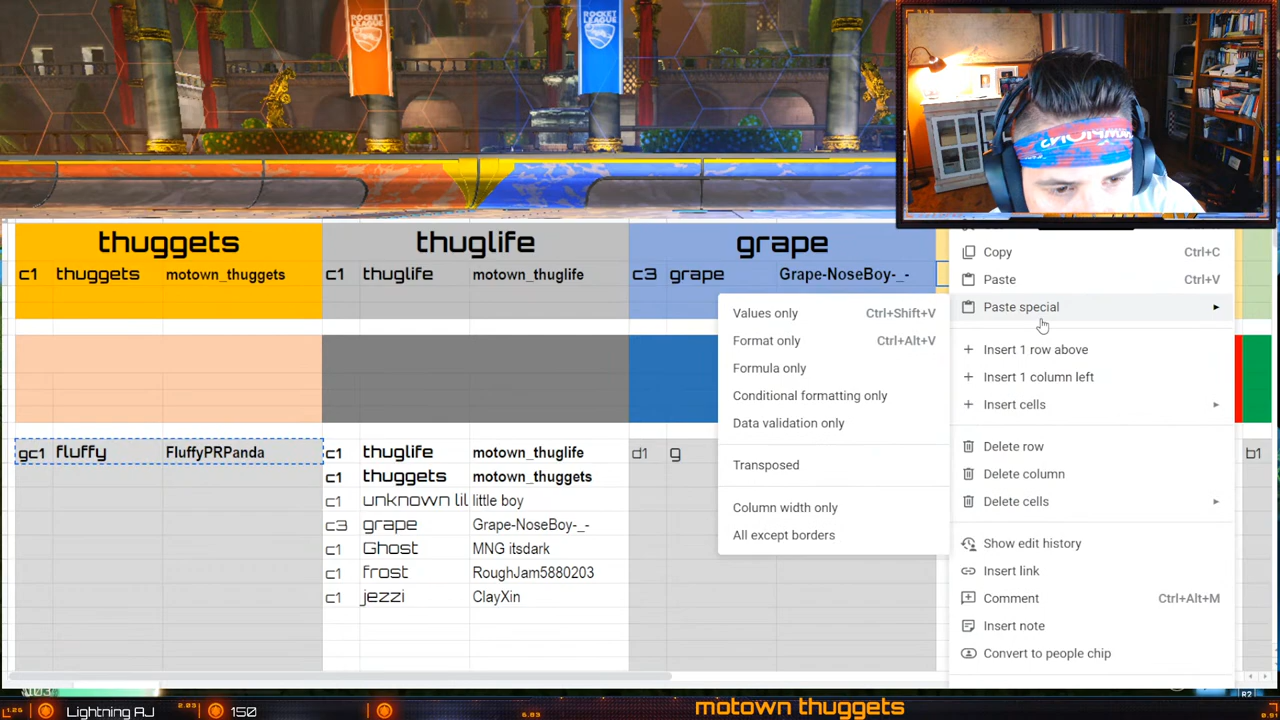 ROCKET LEAGUE
ROCKET LEAGUE
thuggets thuglife grape
c1 thuggets motown_thuggets c1 thuglife motown_thuglife c3 grape Grape-NoseBoy-_-
Copy Ctrl+C
Paste Ctrl+V
Paste special
Insert 1 row above
Insert 1 column left
Insert cells
Delete row
Delete column
Delete cells
Show edit history
Insert link
Comment Ctrl+Alt+M
Insert note
Convert to people chip
Values only Ctrl+Shift+V
Format only Ctrl+Alt+V
Formula only
Conditional formatting only
Data validation only
Transposed
Column width only
All except borders
gc1 fluffy FluffyPRPanda c1 thuglife motown_thuglife d1 g b1
c1 thuggets motown_thuggets
c1 unknown lil little boy
c3 grape Grape-NoseBoy-_-
c1 Ghost MNG itsdark
c1 frost RoughJam5880203
c1 jezzi ClayXin
Lightning AJ 2.03 150 6.83 motown thuggets